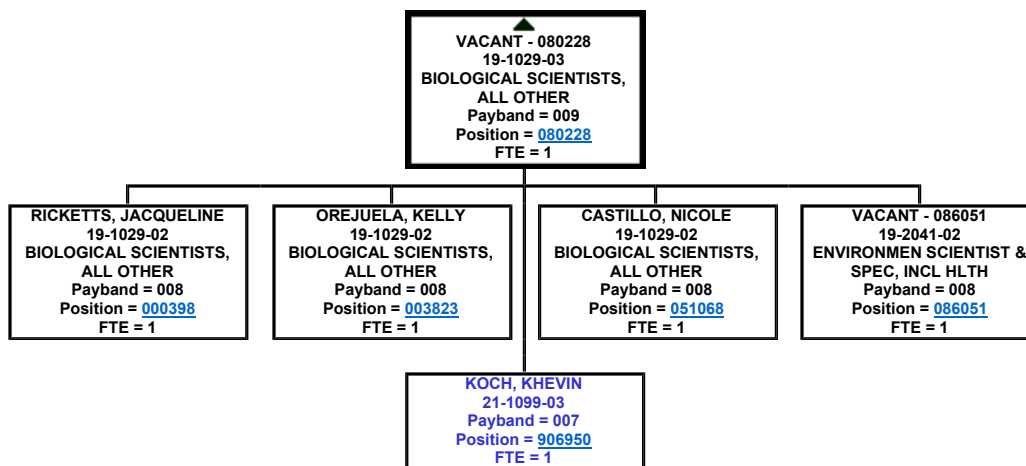 VACANT - 080228
19-1029-03
BIOLOGICAL SCIENTISTS,
ALL OTHER
Payband = 009
Position = 080228
FTE = 1
RICKETTS, JACQUELINE
19-1029-02
BIOLOGICAL SCIENTISTS,
ALL OTHER
Payband = 008
Position = 000398
FTE = 1
OREJUELA, KELLY
19-1029-02
BIOLOGICAL SCIENTISTS,
ALL OTHER
Payband = 008
Position = 003823
FTE = 1
CASTILLO, NICOLE
19-1029-02
BIOLOGICAL SCIENTISTS,
ALL OTHER
Payband = 008
Position = 051068
FTE = 1
VACANT - 086051
19-2041-02
ENVIRONMEN SCIENTIST &
SPEC, INCL HLTH
Payband = 008
Position = 086051
FTE = 1
KOCH, KHEVIN
21-1099-03
Payband = 007
Position = 906950
FTE = 1